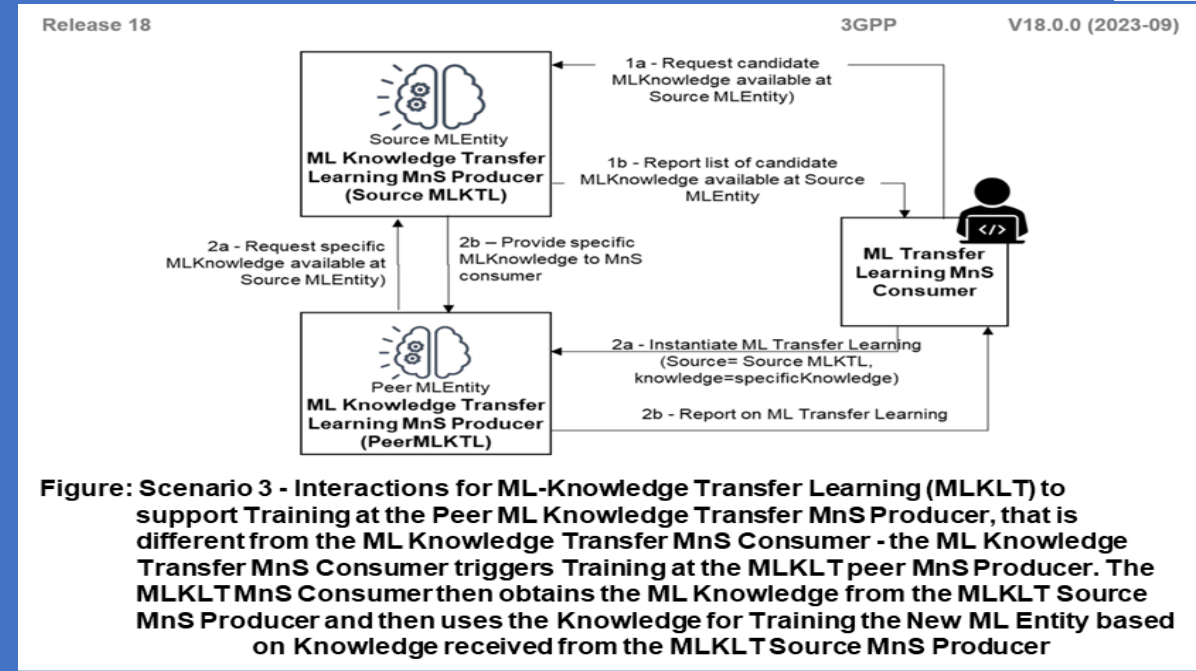 Release 18
3GPP
V18.0.0 (2023-09)
1a - Request candidate
MLKnowledge available at
Source MLEntity)
Source MLEntity
ML Knowledge Transfer
Learning MnS Producer
(Source MLKTL)
1b - Report list of candidate
MLKnowledge available at Source
MLEntity
2a - Request specific
MLKnowledge available at
Source MLEntity)
2b – Provide specific
MLKnowledge to MnS
consumer
</>
ML Transfer
Learning MnS
Consumer
Peer MLEntity
ML Knowledge Transfer
Learning MnS Producer
(PeerMLKTL)
2a - Instantiate ML Transfer Learning
(Source= Source MLKTL,
knowledge=specificKnowledge)
2b - Report on ML Transfer Learning
Figure: Scenario 3 - Interactions for ML-Knowledge Transfer Learning (MLKLT) to
support Training at the Peer ML Knowledge Transfer MnS Producer, that is
different from the ML Knowledge Transfer MnS Consumer - the ML Knowledge
Transfer MnS Consumer triggers Training at the MLKLT peer MnS Producer. The
MLKLT MnS Consumer then obtains the ML Knowledge from the MLKLT Source
MnS Producer and then uses the Knowledge for Training the New ML Entity based
on Knowledge received from the MLKLT Source MnS Producer